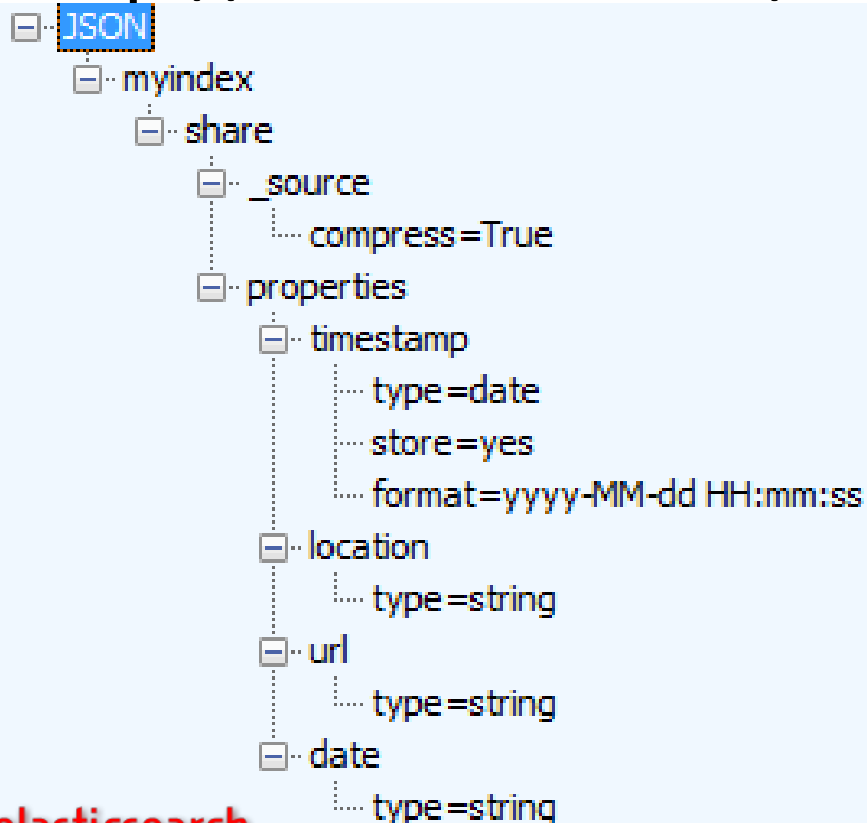 JSON
myindex
share
_source
compress=True
properties
timestamp
type=date
store=yes
format=yyyy-MM-dd HH:mm:ss
location
type=string
url
type=string
date
type=string
elasticsearch